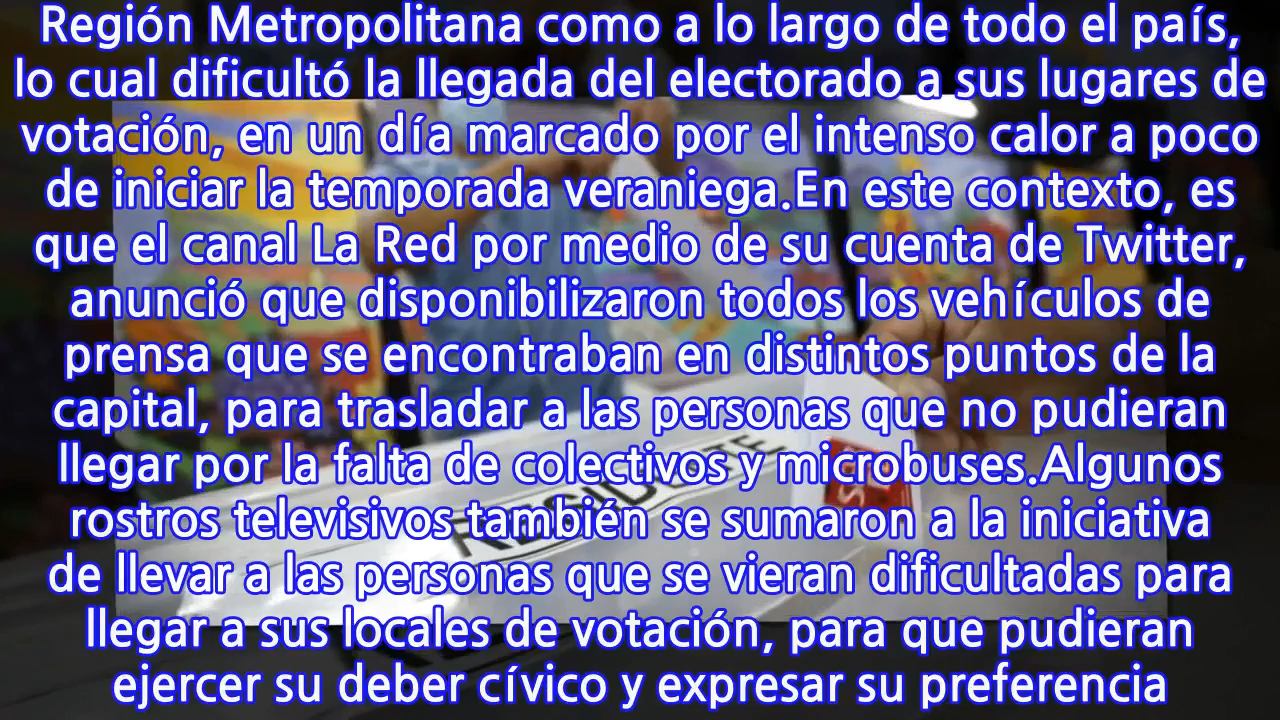 Región Metropolitana como a lo largo de todo el país,
lo cual dificultó la llegada del electorado a sus lugares de
votación, en un día marcado por el intenso calor a poco
de iniciar la temporada veraniega.En este contexto, es
que el canal La Red por medio de su cuenta de Twitter,
anunció que disponibilizaron todos los vehículos de
prensa que se encontraban en distintos puntos de la
capital, para trasladar a las personas que no pudieran
llegar por la falta de colectivos y microbuses.Algunos
rostros televisivos también se sumaron a la iniciativa
de llevar a las personas que se vieran dificultadas para
llegar a sus locales de votación, para que pudieran
ejercer su deber cívico y expresar su preferencia